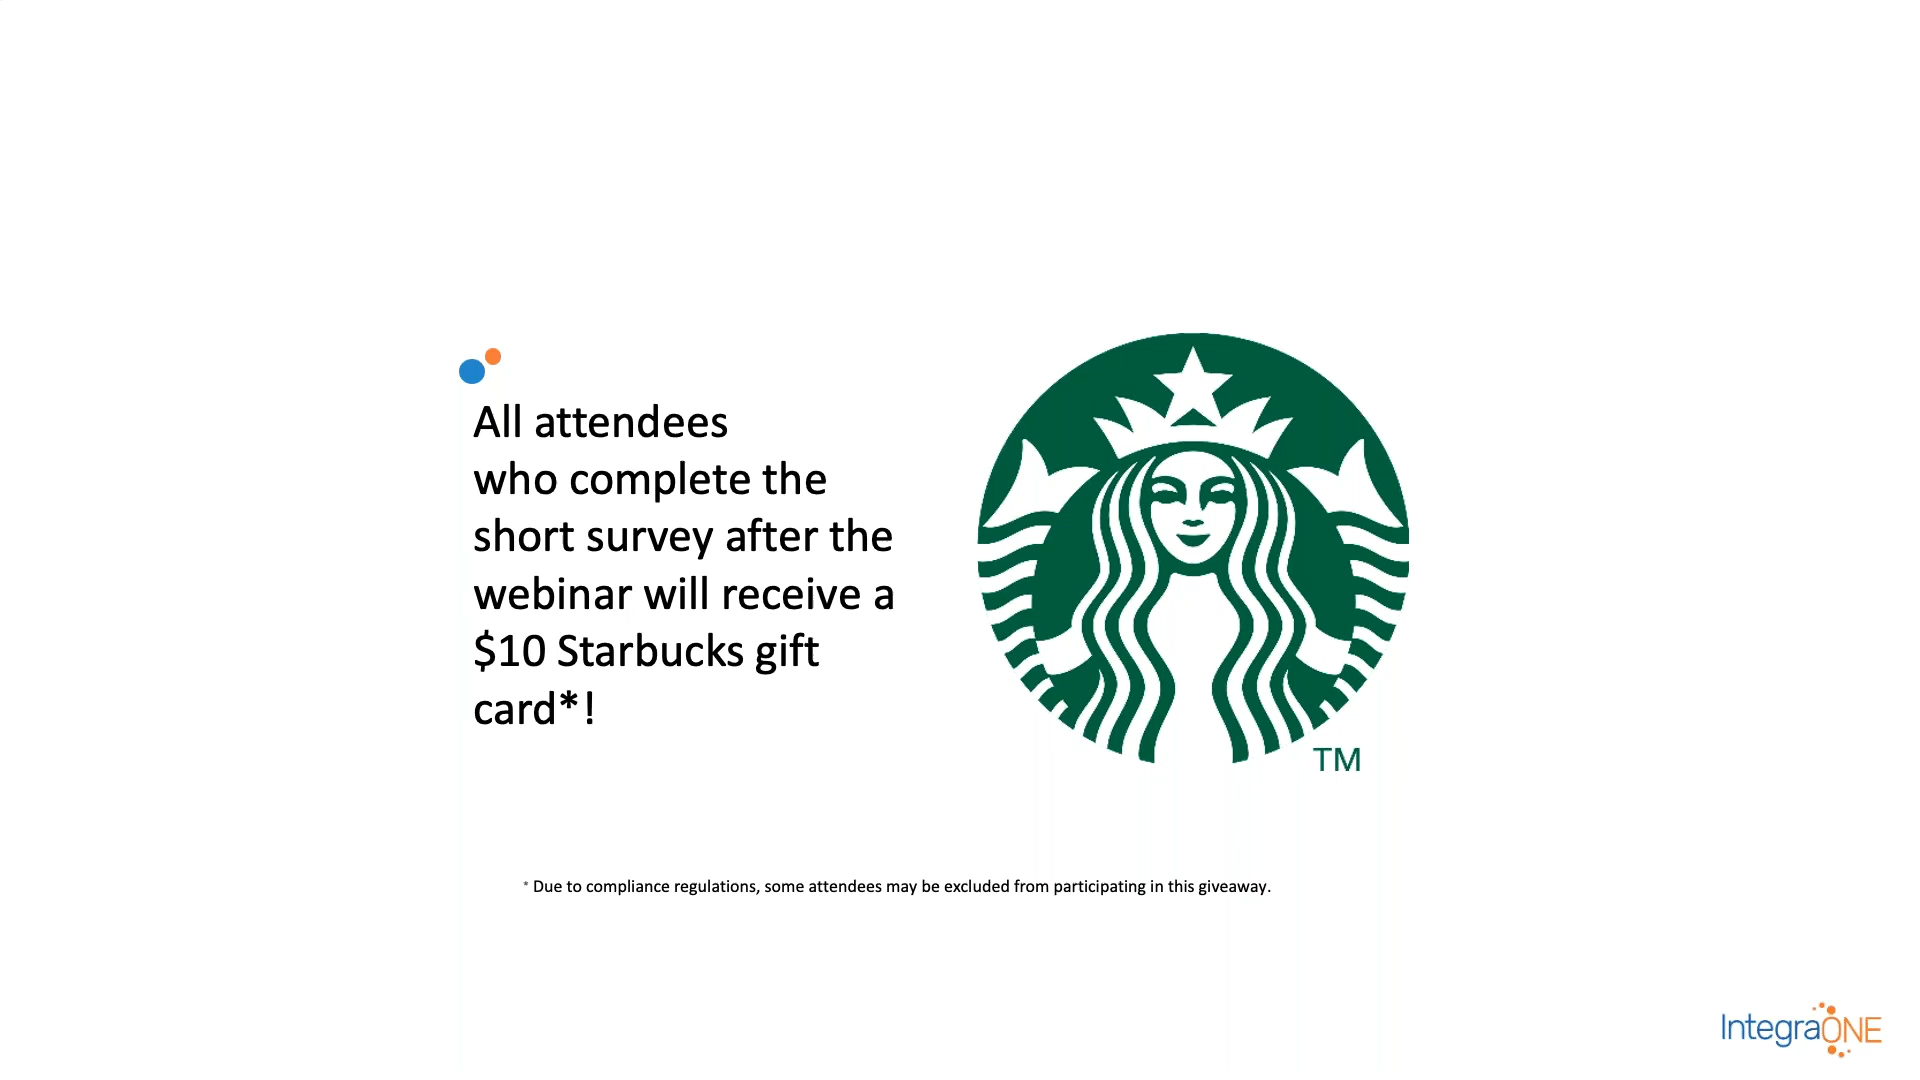 All attendees
who complete the
short survey after the
webinar will receive a
$10 Starbucks gift
card*!
TM
* Due to compliance regulations, some attendees may be excluded from participating in this giveaway.
IntegraONE